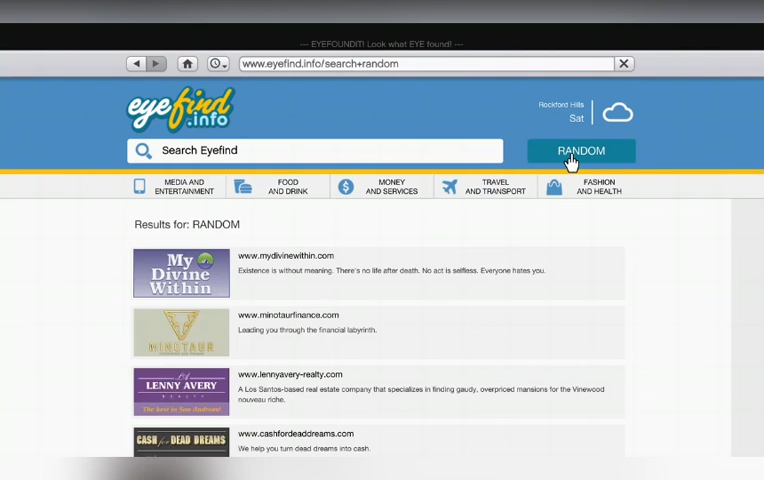 --- EYEFOUNDIT! Look what EYE found! ---
www.eyefind.info/search+random
eyefind
.info
Rockford Hills
Sat
Search Eyefind
RANDOM
MEDIA AND
ENTERTAINMENT
FOOD
AND DRINK
MONEY
AND SERVICES
TRAVEL
AND TRANSPORT
FASHION
AND HEALTH
Results for: RANDOM
My
Divine
Within
www.mydivinewithin.com
Existence is without meaning. There's no life after death. No act is selfless. Everyone hates you.
MINOTAUR
www.minotaurfinance.com
Leading you through the financial labyrinth.
LENNY AVERY
REALTY
The best in San Andreas!
www.lennyavery-realty.com
A Los Santos-based real estate company that specializes in finding gaudy, overpriced mansions for the Vinewood
nouveau riche.
CASH for DEAD DREAMS
www.cashfordeaddreams.com
We help you turn dead dreams into cash.